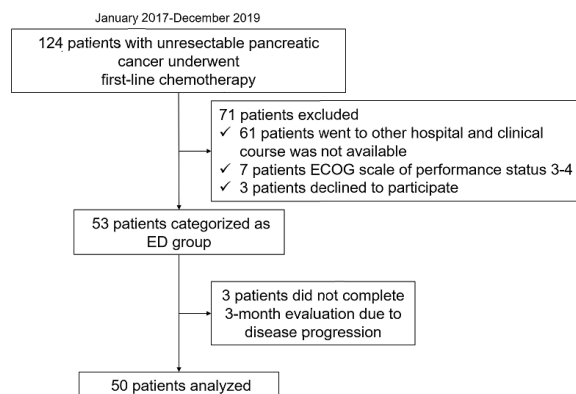 January 2017-December 2019
124 patients with unresectable pancreatic
cancer underwent
first-line chemotherapy
71 patients excluded
✓ 61 patients went to other hospital and clinical
course was not available
✓ 7 patients ECOG scale of performance status 3-4
✓ 3 patients declined to participate
53 patients categorized as
ED group
3 patients did not complete
3-month evaluation due to
disease progression
50 patients analyzed